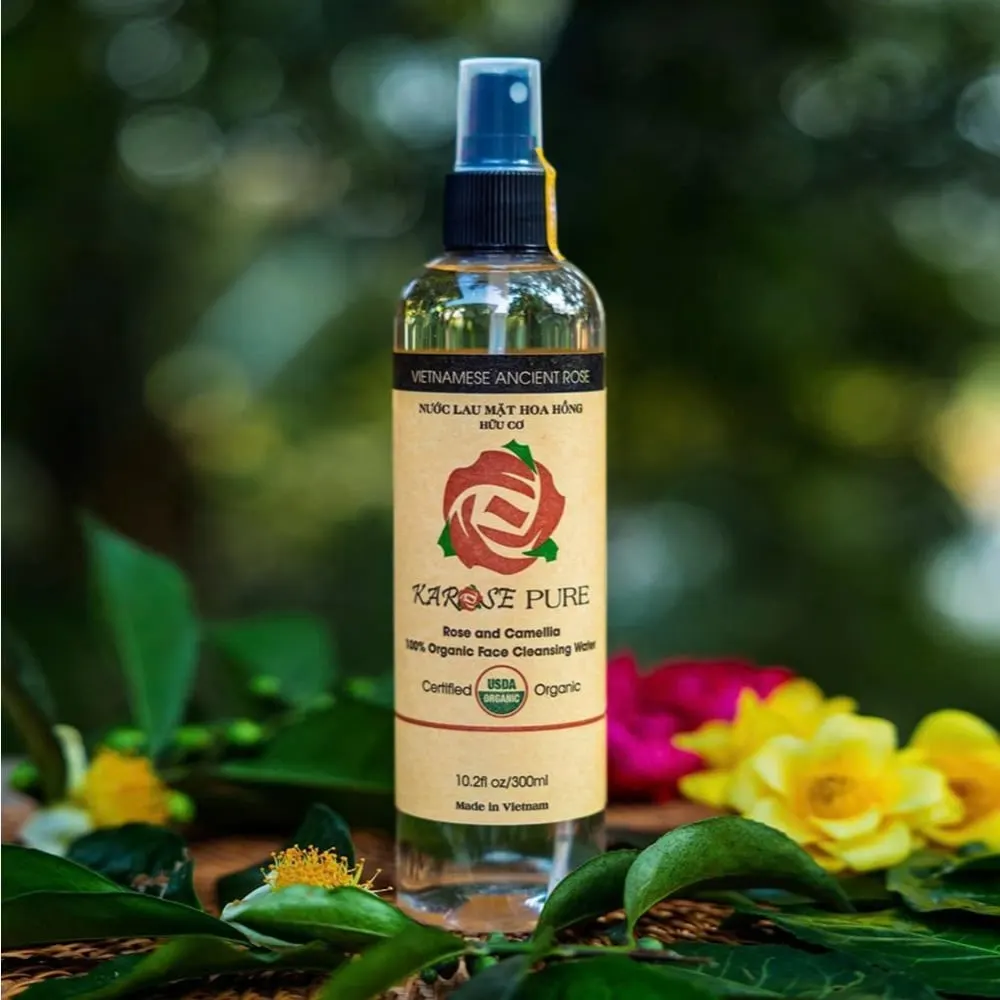 VIETNAMESE ANCIENT ROSE
NƯỚC LAU MẶT HOA HỒNG
HỮU CƠ
KAROSE PURE
Rose and Camellia
100% Organic Face Cleansing Water
Certified USDA ORGANIC Organic
10.2fl oz/300ml
Made in Vietnam